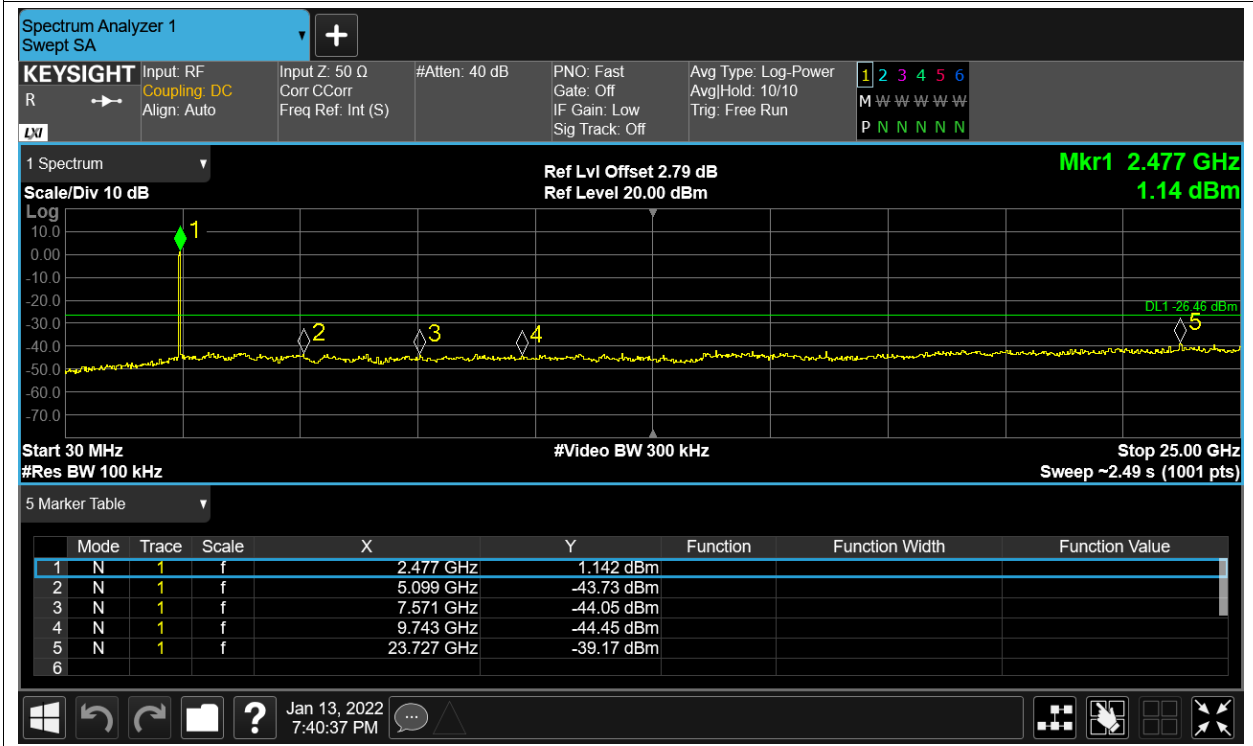 Spectrum Analyzer 1
Swept SA
+
KEYSIGHT
R
LXI
Input: RF
Coupling: DC
Align: Auto
Input Z: 50 Ω
Corr CCorr
Freq Ref: Int (S)
#Atten: 40 dB
PNO: Fast
Gate: Off
IF Gain: Low
Sig Track: Off
Avg Type: Log-Power
Avg|Hold: 10/10
Trig: Free Run
1 2 3 4 5 6
M W W W W W
P N N N N N
1 Spectrum
Scale/Div 10 dB
Ref Lvl Offset 2.79 dB
Ref Level 20.00 dBm
Mkr1 2.477 GHz
1.14 dBm
Log
10.0
0.00
-10.0
-20.0
-30.0
-40.0
-50.0
-60.0
-70.0
1
2
3
4
5
DL1 -26.46 dBm
Start 30 MHz
#Res BW 100 kHz
#Video BW 300 kHz
Stop 25.00 GHz
Sweep ~2.49 s (1001 pts)
5 Marker Table
Mode Trace Scale X Y Function Function Width Function Value
1 N 1 f 2.477 GHz 1.142 dBm
2 N 1 f 5.099 GHz -43.73 dBm
3 N 1 f 7.571 GHz -44.05 dBm
4 N 1 f 9.743 GHz -44.45 dBm
5 N 1 f 23.727 GHz -39.17 dBm
6
?
Jan 13, 2022
7:40:37 PM